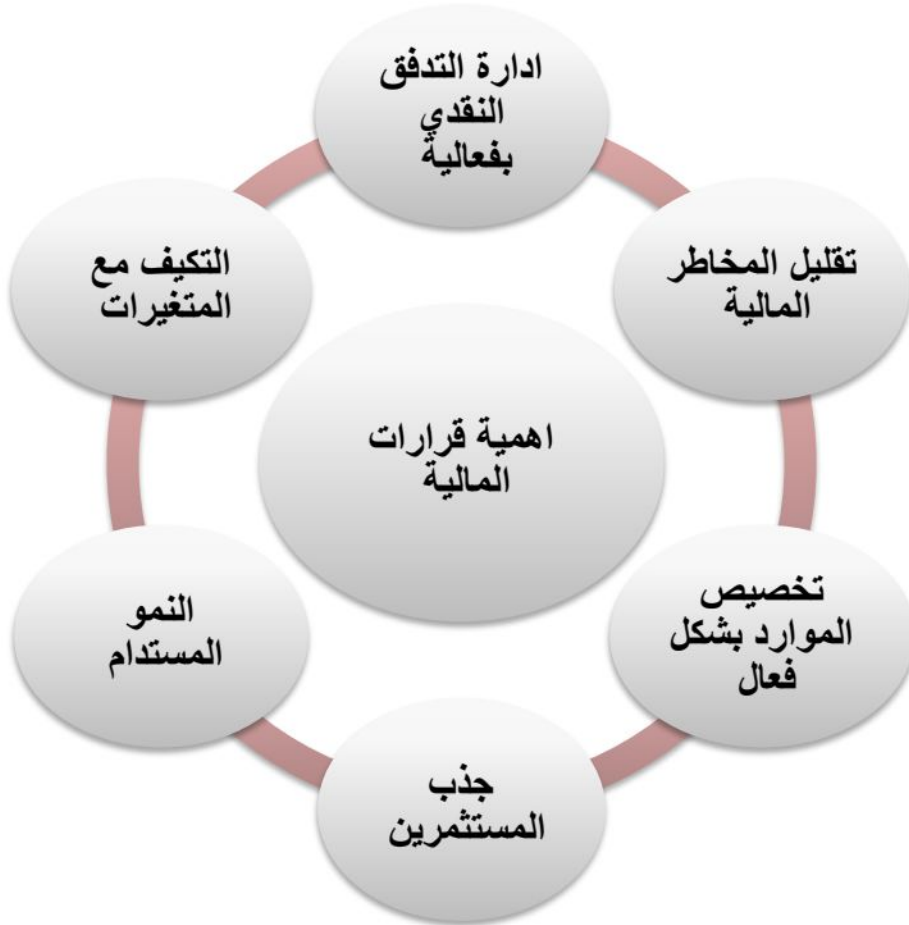 ادارة التدفق
النقدي
بفعالية
تقليل المخاطر
المالية
تخصيص
الموارد بشكل
فعال
جذب
المستثمرين
النمو
المستدام
التكيف مع
المتغيرات
اهمية قرارات
المالية